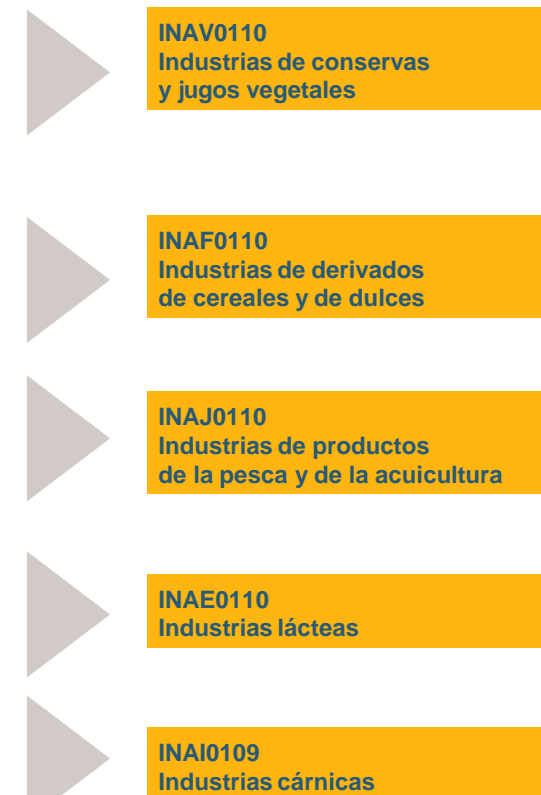 INAV0110
Industrias de conservas
y jugos vegetales
INAF0110
Industrias de derivados
de cereales y de dulces
INAJ0110
Industrias de productos
de la pesca y de la acuicultura
INAE0110
Industrias lácteas
INAI0109
Industrias cárnicas